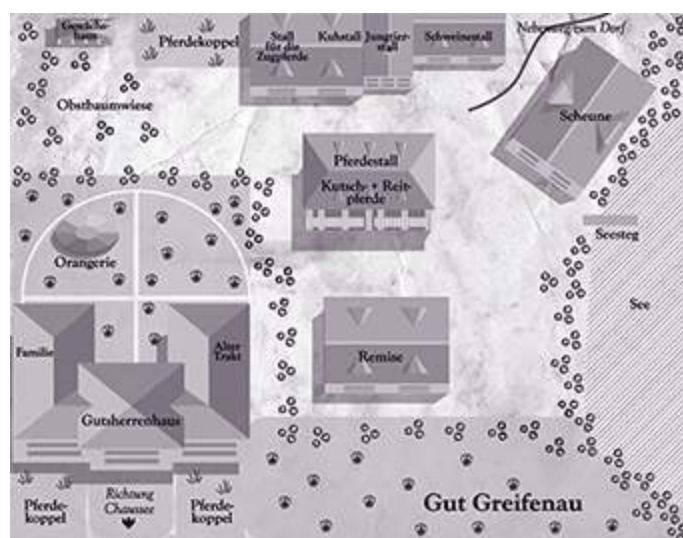 Geschäfts-
haus
Pferdekoppel
Stall
für die
Zugpferde
Kuhstall
Jungtier-
stall
Schweinestall
Nebenweg zum Dorf
Obstbaumwiese
Scheune
Pferdestall
Kutsch- + Reit-
pferde
Seesteg
Orangerie
See
Familie
Alter
Trakt
Remise
Gutsherrenhaus
Pferde-
koppel
Richtung
Chaussee
Pferde-
koppel
Gut Greifenau